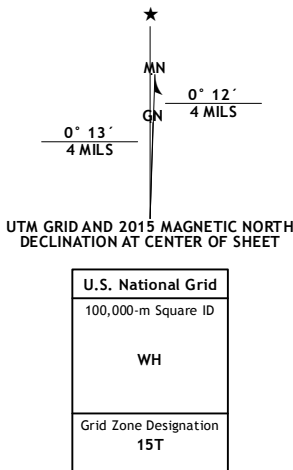 ★
MN
0° 12´
GN
4 MILS
0° 13´
4 MILS
UTM GRID AND 2015 MAGNETIC NORTH
DECLINATION AT CENTER OF SHEET
U.S. National Grid
100,000-m Square ID
WH
Grid Zone Designation
15T